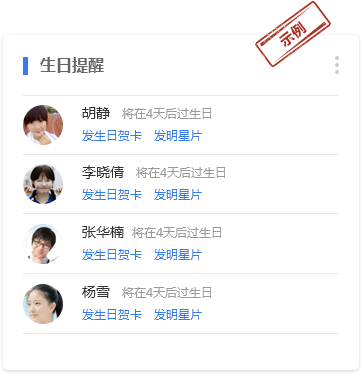 示例
生日提醒
胡静 将在4天后过生日
发生日贺卡 发明星片
李晓倩 将在4天后过生日
发生日贺卡 发明星片
张华楠 将在4天后过生日
发生日贺卡 发明星片
杨雪 将在4天后过生日
发生日贺卡 发明星片